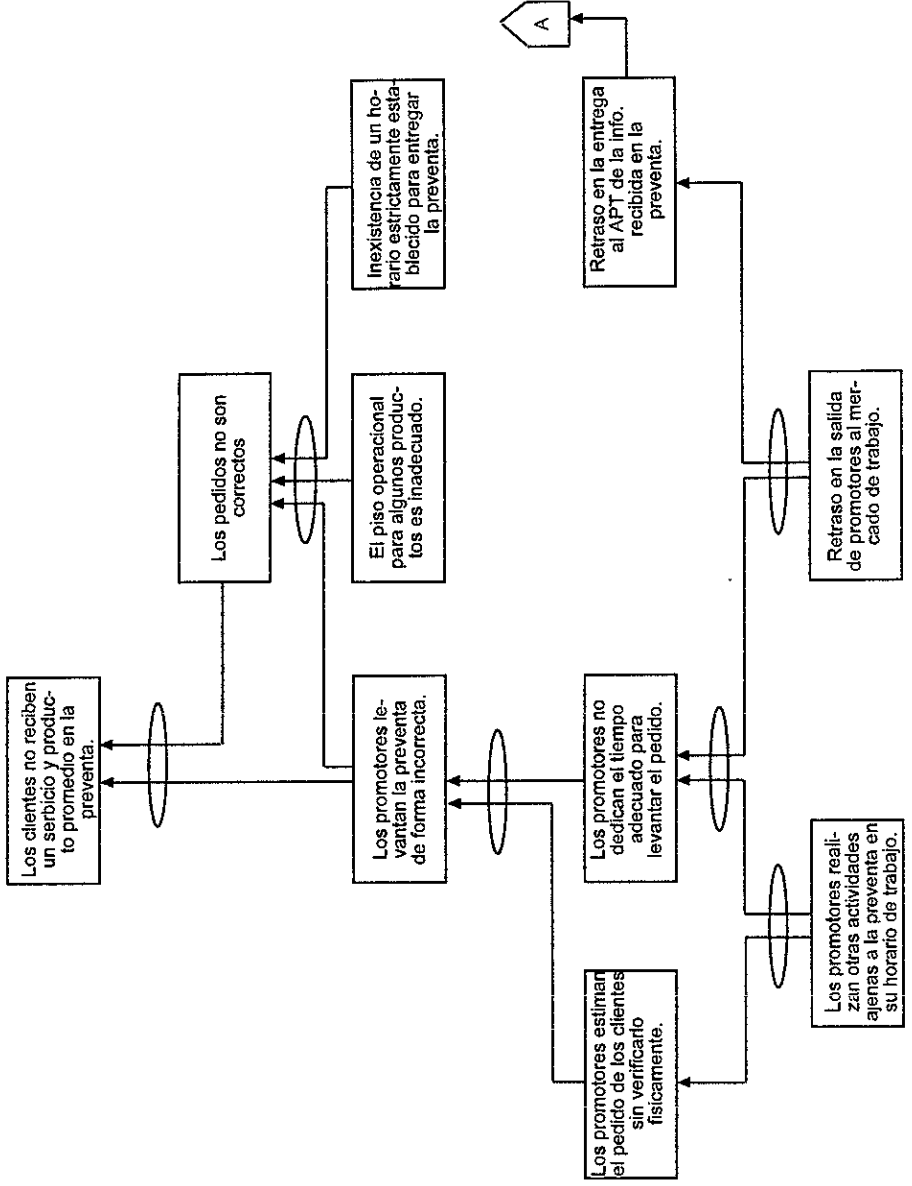 Los clientes no reciben
un serbicio y produc-
to promedio en la
preventa.
Los pedidos no son
correctos
Los promotores le-
vantan la preventa
de forma incorrecta.
El piso operacional
para algunos produc-
tos es inadecuado.
Inexistencia de un ho-
rario estrictamente esta-
blecido para entregar
la preventa.
Los promotores estiman
el pedido de los clientes
sin verificarlo
fisicamente.
Los promotores no
dedican el tiempo
adecuado para
levantar el pedido.
Retraso en la entrega
al APT de la info.
recibida en la
preventa.
A
Los promotores reali-
zan otras actividades
ajenas a la preventa en
su horario de trabajo.
Retraso en la salida
de promotores al mer-
cado de trabajo.